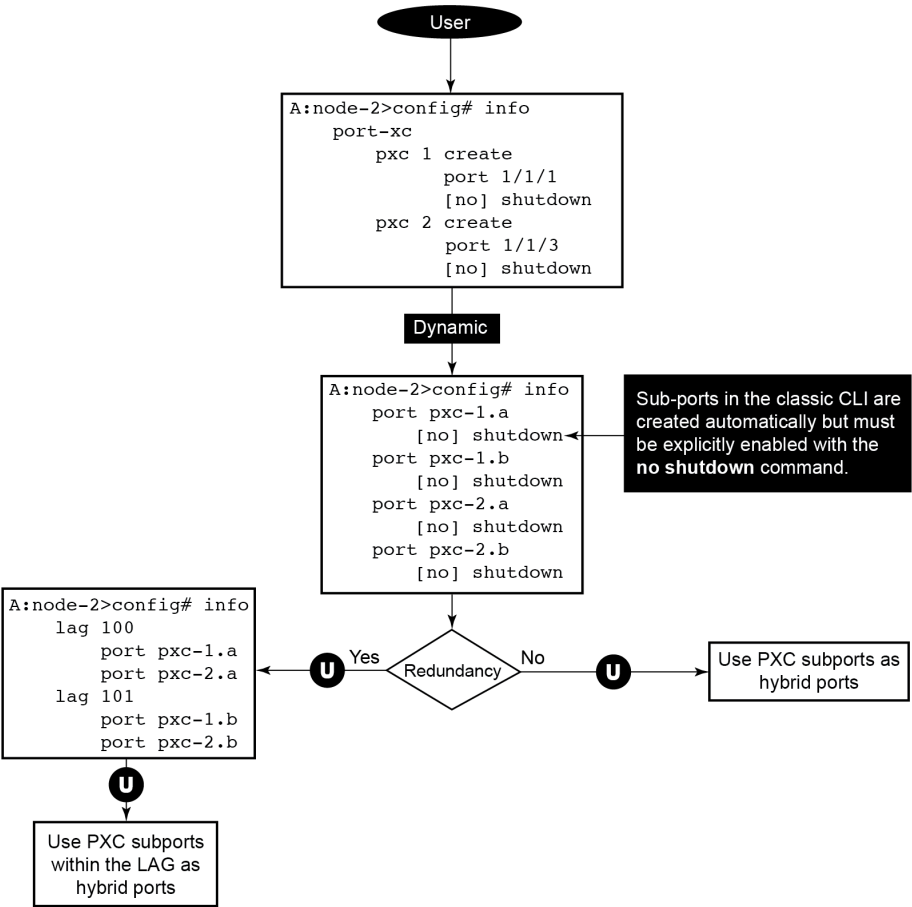 User
A:node-2>config# info
port-xc
pxc 1 create
port 1/1/1
[no] shutdown
pxc 2 create
port 1/1/3
[no] shutdown
Dynamic
A:node-2>config# info
port pxc-1.a
[no] shutdown
port pxc-1.b
[no] shutdown
port pxc-2.a
[no] shutdown
port pxc-2.b
[no] shutdown
Sub-ports in the classic CLI are
created automatically but must
be explicitly enabled with the
no shutdown command.
Redundancy
Yes
U
No
U
A:node-2>config# info
lag 100
port pxc-1.a
port pxc-2.a
lag 101
port pxc-1.b
port pxc-2.b
Use PXC subports as
hybrid ports
U
Use PXC subports
within the LAG as
hybrid ports